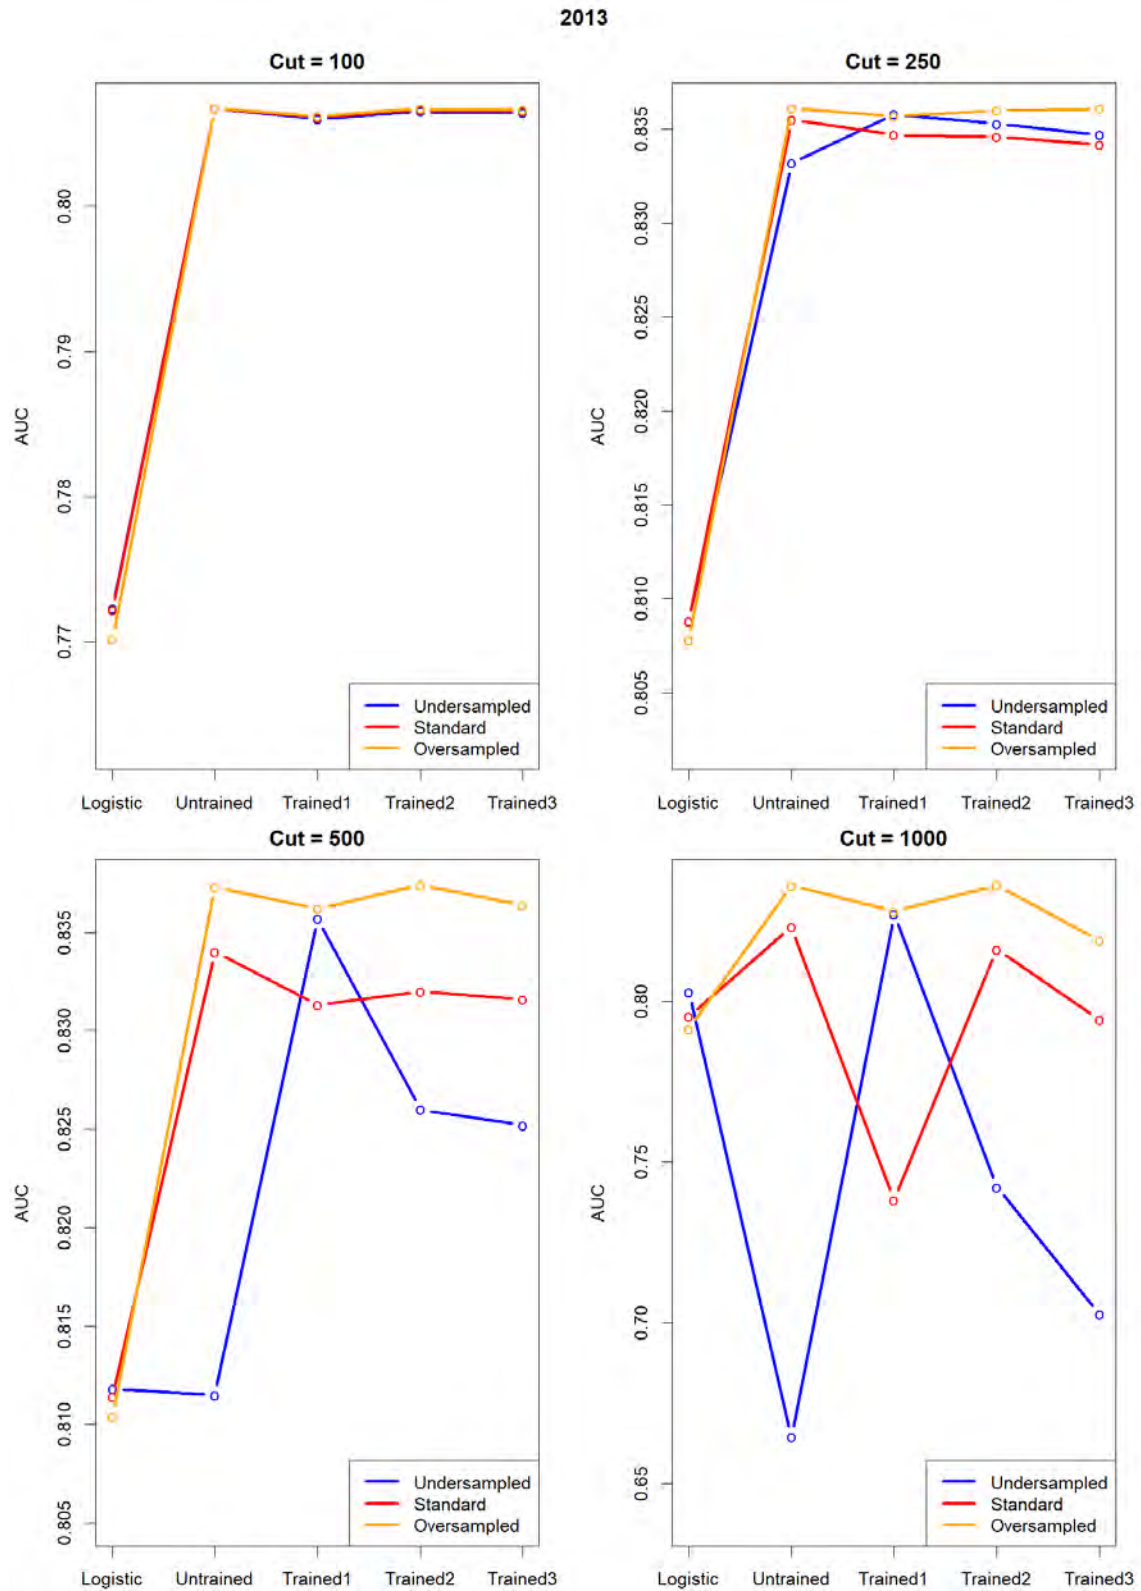 2013
Cut = 100
AUC
0.80
0.79
0.78
0.77
Undersampled
Standard
Oversampled
Logistic Untrained Trained1 Trained2 Trained3
Cut = 250
AUC
0.835
0.830
0.825
0.820
0.815
0.810
0.805
Undersampled
Standard
Oversampled
Logistic Untrained Trained1 Trained2 Trained3
Cut = 500
AUC
0.835
0.830
0.825
0.820
0.815
0.810
0.805
Undersampled
Standard
Oversampled
Logistic Untrained Trained1 Trained2 Trained3
Cut = 1000
AUC
0.80
0.75
0.70
0.65
Undersampled
Standard
Oversampled
Logistic Untrained Trained1 Trained2 Trained3